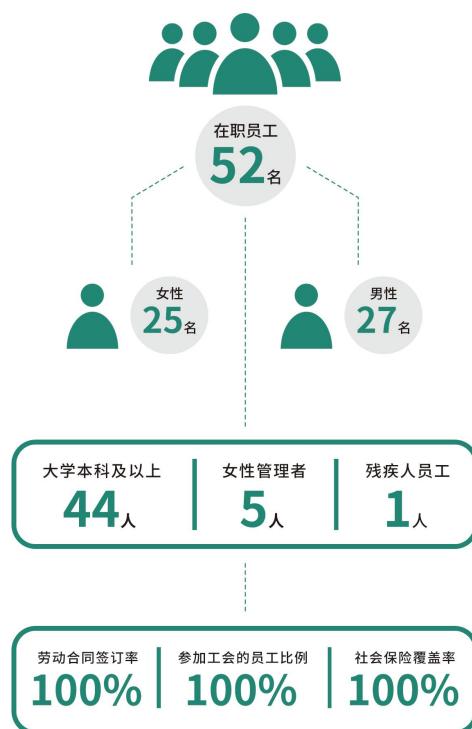 在职员工
52名
女性
25名
男性
27名
大学本科及以上
44人
女性管理者
5人
残疾人员工
1人
劳动合同签订率
100%
参加工会的员工比例
100%
社会保险覆盖率
100%